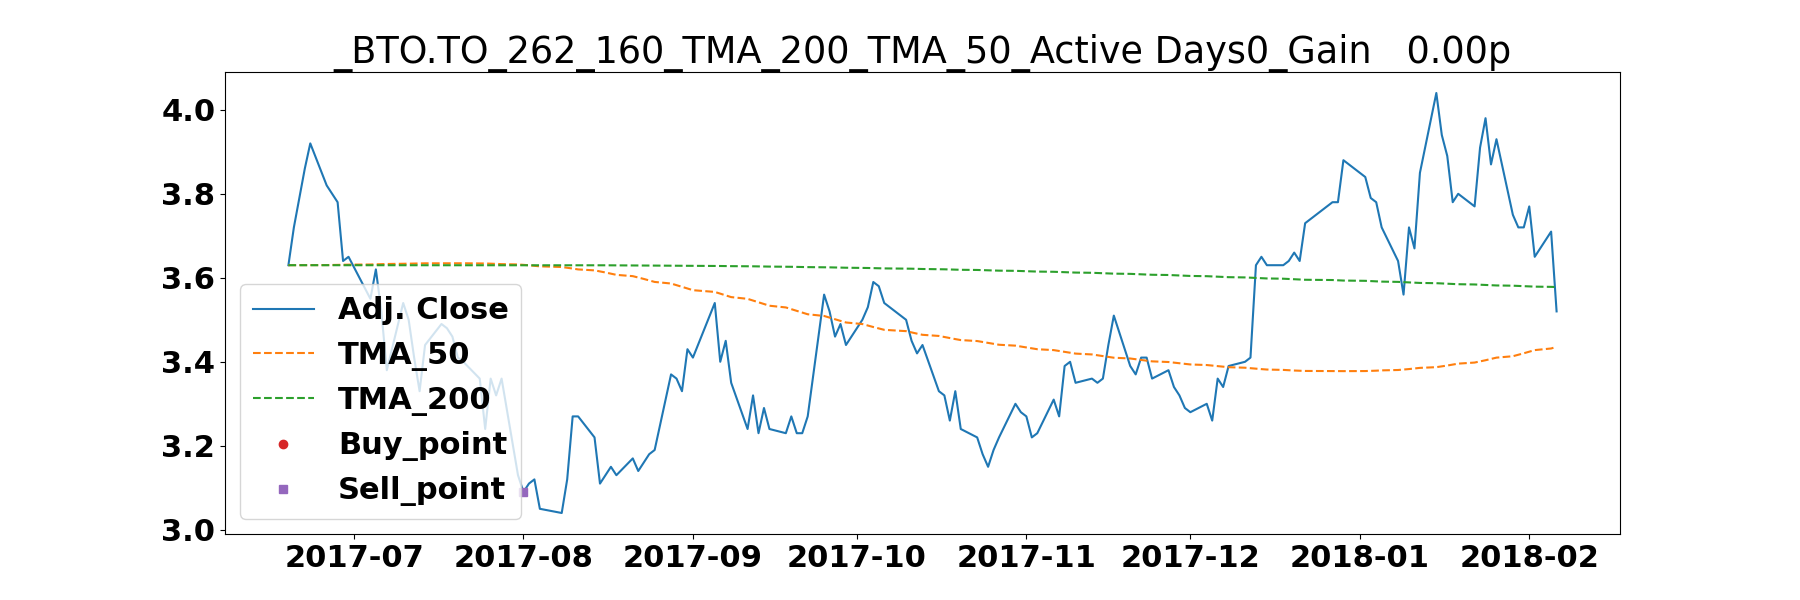 _BTO.TO_262_160_TMA_200_TMA_50_Active Days0_Gain   0.00p
4.0
3.8
3.6
3.4
3.2
3.0
Adj. Close
TMA_50
TMA_200
Buy_point
Sell_point
2017-07 2017-08 2017-09 2017-10 2017-11 2017-12 2018-01 2018-02